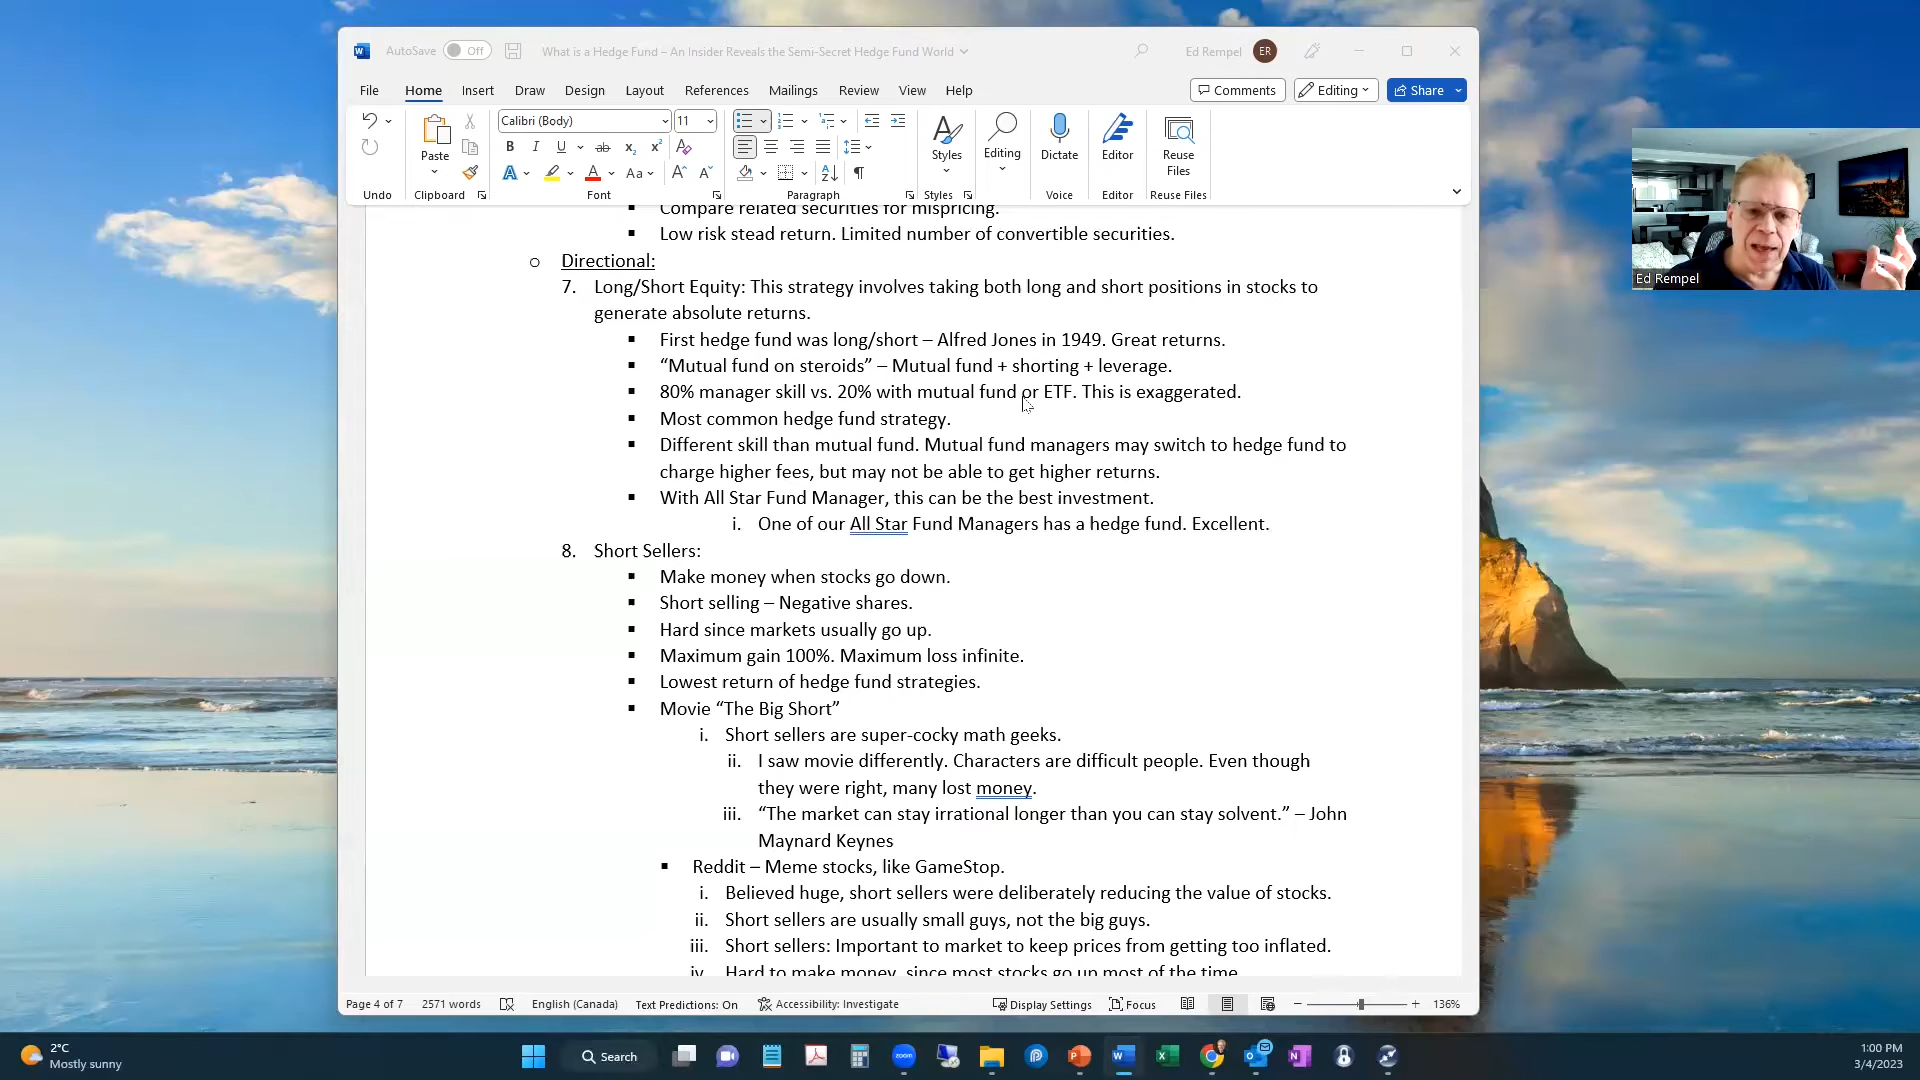 AutoSave Off What is a Hedge Fund – An Insider Reveals the Semi-Secret Hedge Fund World Ed Rempel ER
File Home Insert Draw Design Layout References Mailings Review View Help Comments Editing Share
Calibri (Body) 11
Paste Styles Editing Dictate Editor Reuse Files
Undo Clipboard Font Paragraph Styles Voice Editor Reuse Files
▪ Compare related securities for mispricing.
▪ Low risk stead return. Limited number of convertible securities.
o Directional:
7. Long/Short Equity: This strategy involves taking both long and short positions in stocks to
generate absolute returns.
▪ First hedge fund was long/short – Alfred Jones in 1949. Great returns.
▪ “Mutual fund on steroids” – Mutual fund + shorting + leverage.
▪ 80% manager skill vs. 20% with mutual fund or ETF. This is exaggerated.
▪ Most common hedge fund strategy.
▪ Different skill than mutual fund. Mutual fund managers may switch to hedge fund to
charge higher fees, but may not be able to get higher returns.
▪ With All Star Fund Manager, this can be the best investment.
i. One of our All Star Fund Managers has a hedge fund. Excellent.
8. Short Sellers:
▪ Make money when stocks go down.
▪ Short selling – Negative shares.
▪ Hard since markets usually go up.
▪ Maximum gain 100%. Maximum loss infinite.
▪ Lowest return of hedge fund strategies.
▪ Movie “The Big Short”
i. Short sellers are super-cocky math geeks.
ii. I saw movie differently. Characters are difficult people. Even though
they were right, many lost money.
iii. “The market can stay irrational longer than you can stay solvent.” – John
Maynard Keynes
▪ Reddit – Meme stocks, like GameStop.
i. Believed huge, short sellers were deliberately reducing the value of stocks.
ii. Short sellers are usually small guys, not the big guys.
iii. Short sellers: Important to market to keep prices from getting too inflated.
iv. Hard to make money, since most stocks go up most of the time.
Page 4 of 7 2571 words English (Canada) Text Predictions: On Accessibility: Investigate Display Settings Focus 136%
Ed Rempel
2°C
Mostly sunny
Search
zoom
1:00 PM
3/4/2023